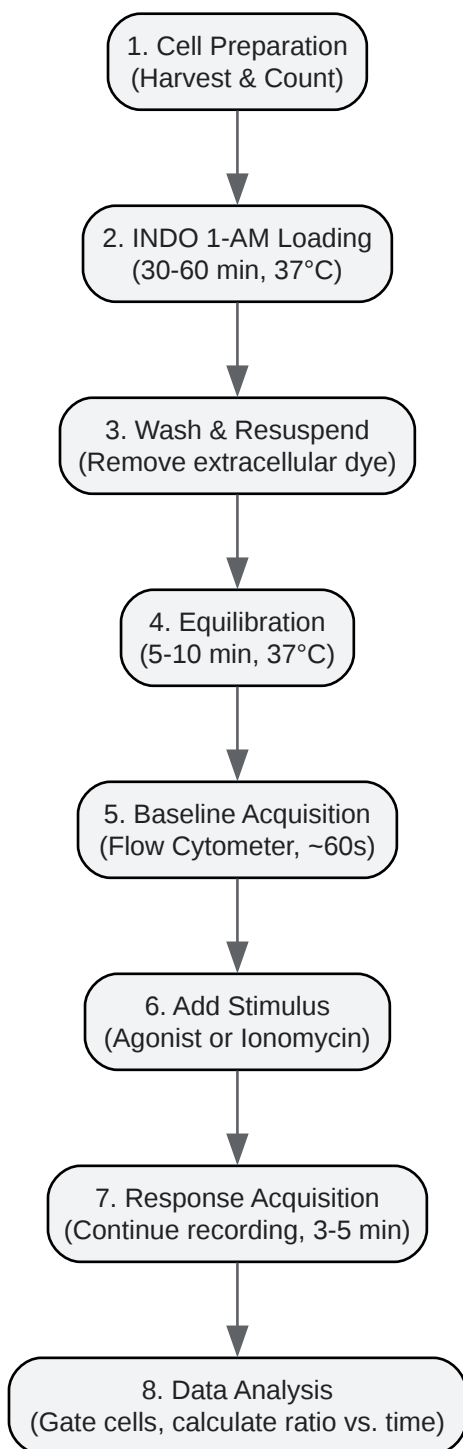 1. Cell Preparation
(Harvest & Count)
2. INDO 1-AM Loading
(30-60 min, 37°C)
3. Wash & Resuspend
(Remove extracellular dye)
4. Equilibration
(5-10 min, 37°C)
5. Baseline Acquisition
(Flow Cytometer, ~60s)
6. Add Stimulus
(Agonist or Ionomycin)
7. Response Acquisition
(Continue recording, 3-5 min)
8. Data Analysis
(Gate cells, calculate ratio vs. time)